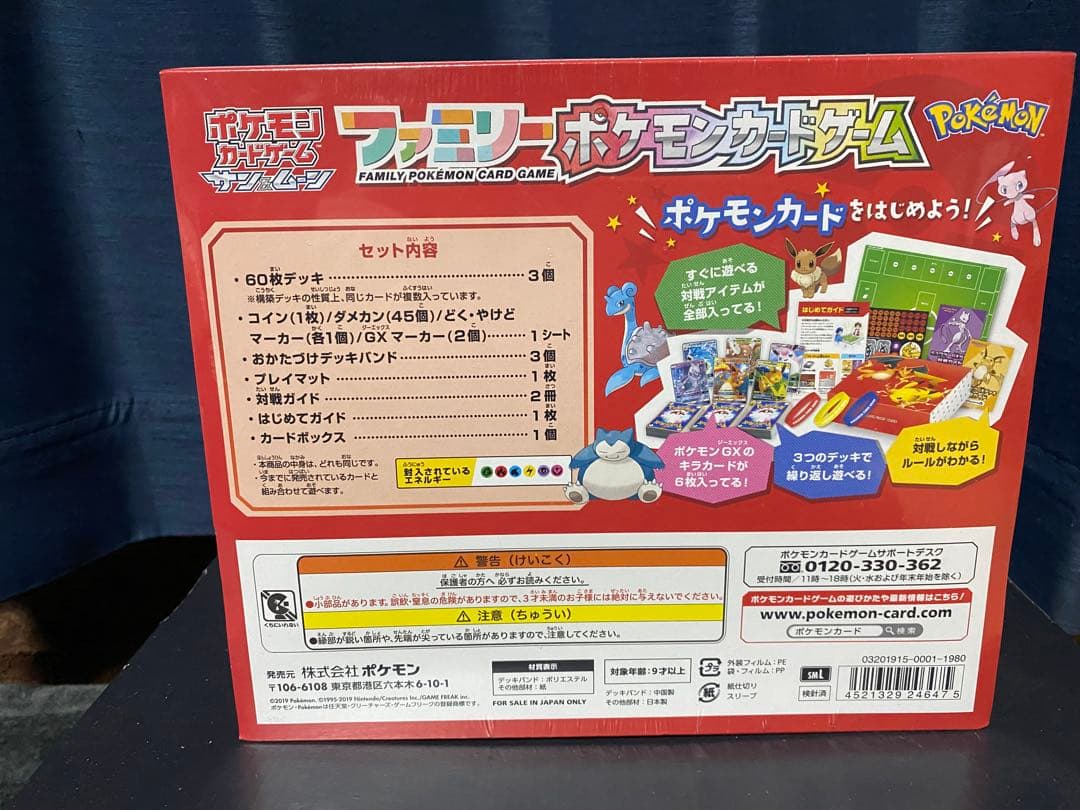 ポケモンカードゲーム サン&ムーン
ファミリーポケモンカードゲーム
FAMILY POKÉMON CARD GAME
POKÉMON
ポケモンカードをはじめよう!
セット内容
・60枚デッキ 3個
※構築デッキの性質上、同じカードが複数入っています。
・コイン(1枚)/ダメカン(45個)/どく・やけど
マーカー(各1個)/GXマーカー(2個) 1シート
・おかたづけデッキバンド 3個
・プレイマット 1枚
・対戦ガイド 2冊
・はじめてガイド 1枚
・カードボックス 1個
・本商品の中身は、どれも同じです。
・今までに発売されているカードと
組み合わせて遊べます。
封入されている
エネルギー
すぐに遊べる
対戦アイテムが
全部入ってる!
はじめてガイド
ポケモンGXの
キラカードが
6枚入ってる!
3つのデッキで
繰り返し遊べる!
対戦しながら
ルールがわかる!
警告(けいこく)
保護者の方へ 必ずお読みください。
●小部品があります。誤飲・窒息の危険がありますので、3才未満のお子様には絶対に与えないでください。
注意(ちゅうい)
●縁部が鋭い箇所や、先端が尖っている箇所がありますので、注意してください。
くちにいれない
ポケモンカードゲームサポートデスク
0120-330-362
受付時間/11時〜18時(火・水および年末年始を除く)
ポケモンカードゲームの遊びかたや最新情報はこちら!
www.pokemon-card.com
ポケモンカード 検索
発売元 株式会社ポケモン
〒106-6108 東京都港区六本木6-10-1
©2019 Pokémon. ©1995-2019 Nintendo/Creatures Inc./GAME FREAK inc.
ポケモン・Pokémonは任天堂・クリーチャーズ・ゲームフリークの登録商標です。
材質表示
デッキバンド:ポリエステル
その他部材:紙
FOR SALE IN JAPAN ONLY
対象年齢:9才以上
デッキバンド:中国製
その他部材:日本製
プラ
外装フィルム:PE
袋・フィルム:PP
紙
紙仕切り
スリーブ
SML
検討済
03201915-0001-1980
4521329246475